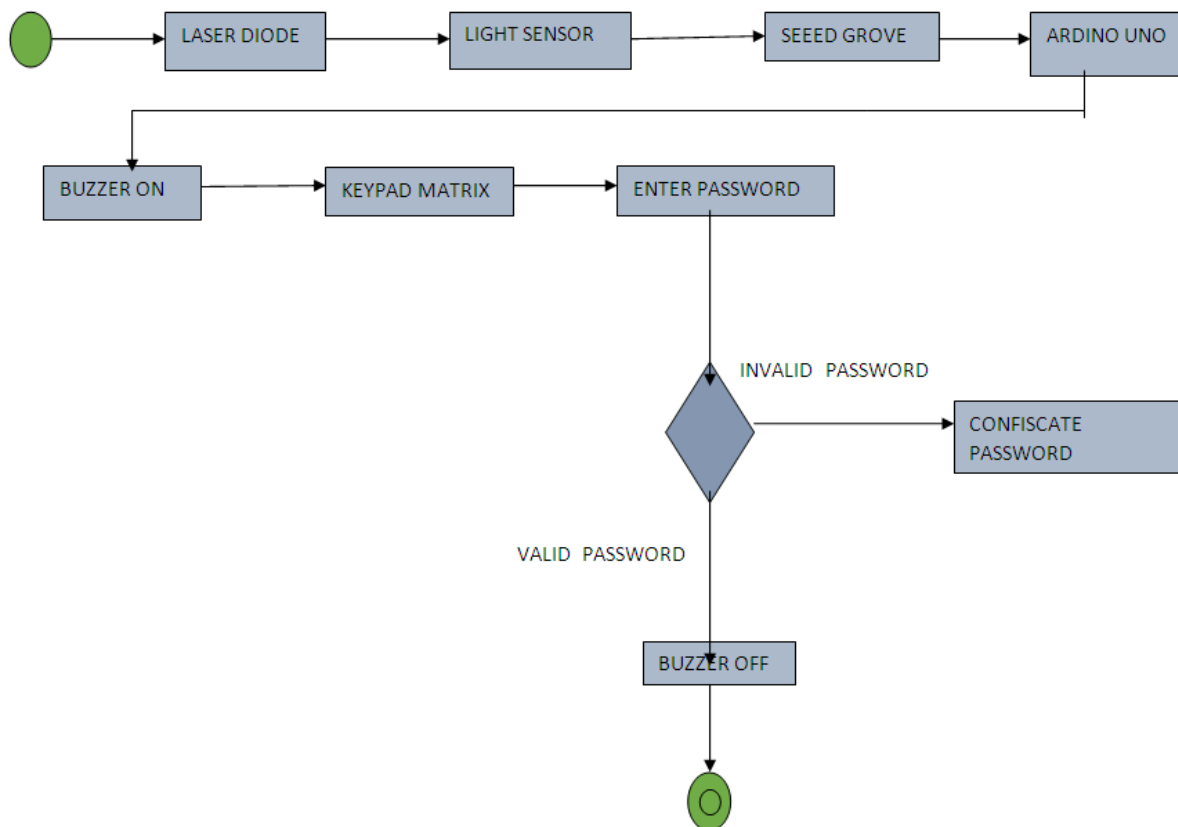 LASER DIODE
LIGHT SENSOR
SEEED GROVE
ARDINO UNO
BUZZER ON
KEYPAD MATRIX
ENTER PASSWORD
INVALID PASSWORD
CONFISCATE
PASSWORD
VALID PASSWORD
BUZZER OFF